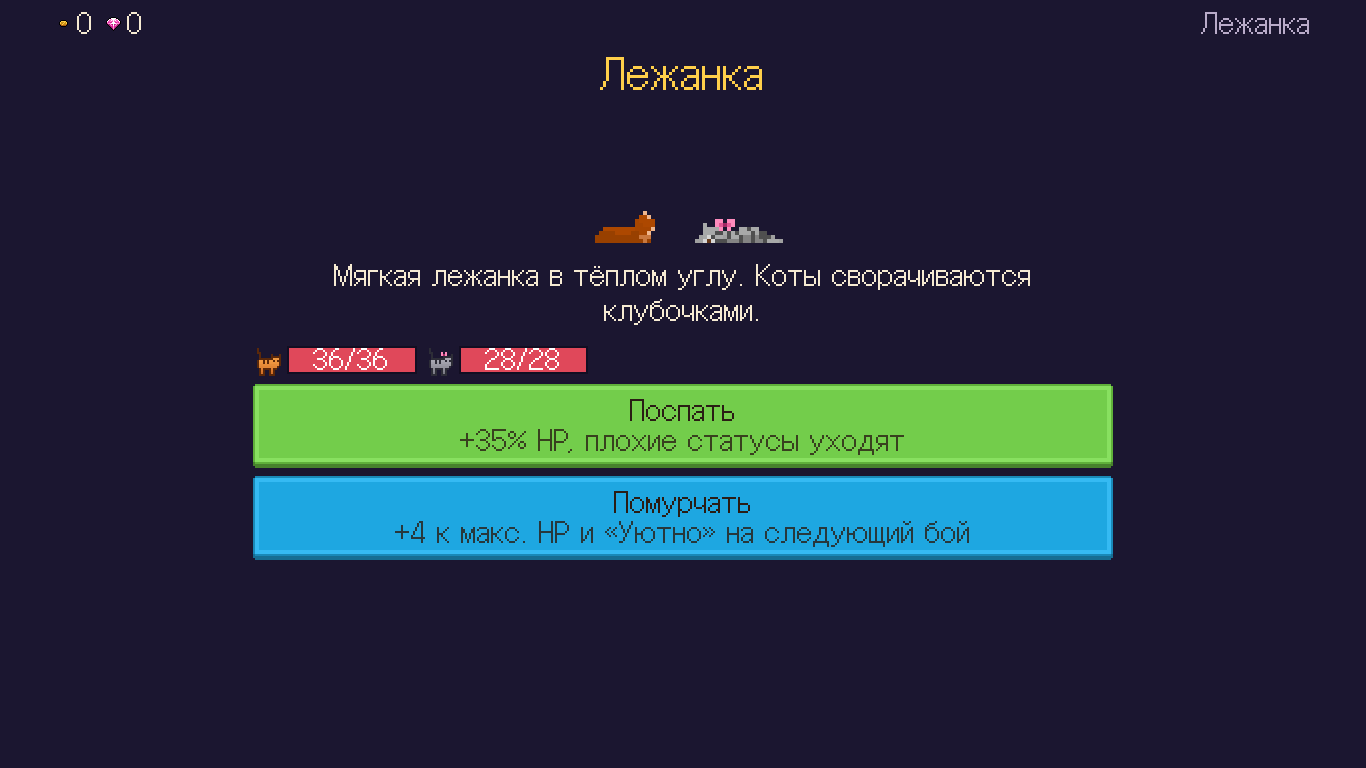 0 0 Лежанка
Лежанка
Мягкая лежанка в тёплом углу. Коты сворачиваются
клубочками.
36/36 28/28
Поспать
+35% HP, плохие статусы уходят
Помурчать
+4 к макс. HP и «Уютно» на следующий бой